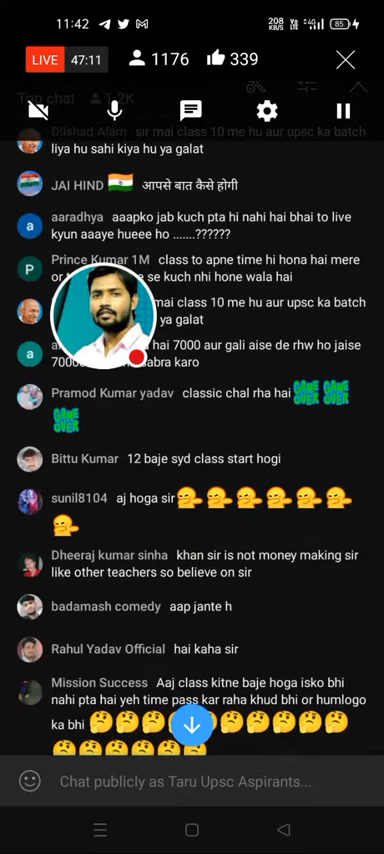 11:42
208 KB/S
4G
85
LIVE 47:11 1176 339
Top chat 1.2K
Dilshad Alam sir mai class 10 me hu aur upsc ka batch
liya hu sahi kiya hu ya galat
JAI HIND आपसे बात कैसे होगी
aaradhya aaapko jab kuch pta hi nahi hai bhai to live
kyun aaaye hueee ho .......??????
Prince Kumar 1M class to apne time hi hona hai mere
or se kuch nhi hone wala hai
mai class 10 me hu aur upsc ka batch
ya galat
hai 7000 aur gali aise de rhw ho jaise
7000 sabra karo
Pramod Kumar yadav classic chal rha hai GAME OVER GAME OVER
GAME OVER
Bittu Kumar 12 baje syd class start hogi
sunil8104 aj hoga sir
Dheeraj kumar sinha khan sir is not money making sir
like other teachers so believe on sir
badamash comedy aap jante h
Rahul Yadav Official hai kaha sir
Mission Success Aaj class kitne baje hoga isko bhi
nahi pta hai yeh time pass kar raha khud bhi or humlogo
ka bhi
Chat publicly as Taru Upsc Aspirants...